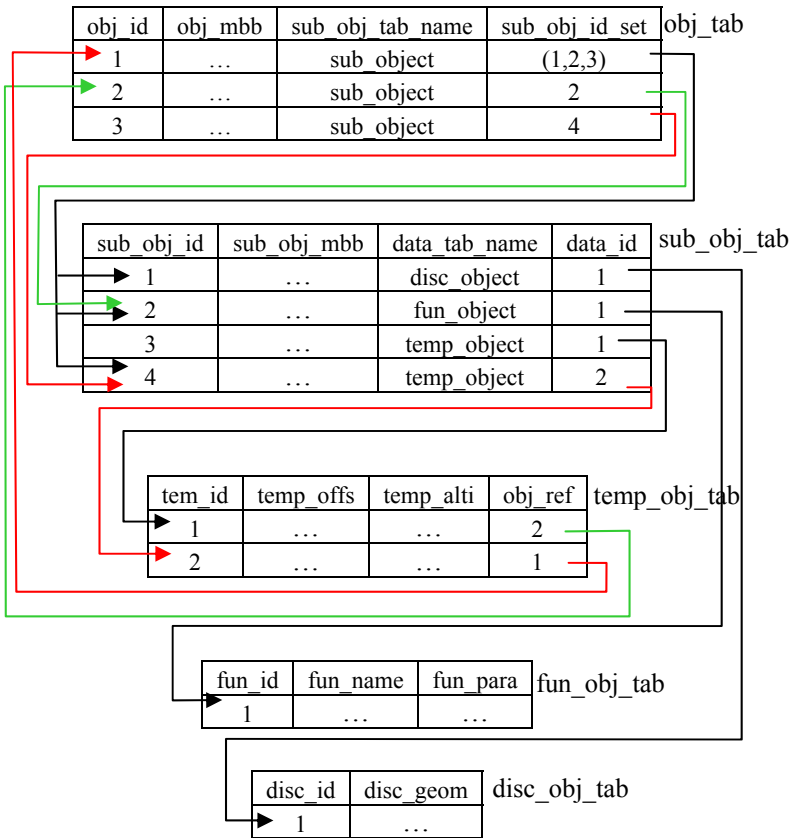 obj_id obj_mbb sub_obj_tab_name sub_obj_id_set obj_tab
1 … sub_object (1,2,3)
2 … sub_object 2
3 … sub_object 4
sub_obj_id sub_obj_mbb data_tab_name data_id sub_obj_tab
1 … disc_object 1
2 … fun_object 1
3 … temp_object 1
4 … temp_object 2
tem_id temp_offs temp_alti obj_ref temp_obj_tab
1 … … 2
2 … … 1
fun_id fun_name fun_para fun_obj_tab
1 … …
disc_id disc_geom disc_obj_tab
1 …